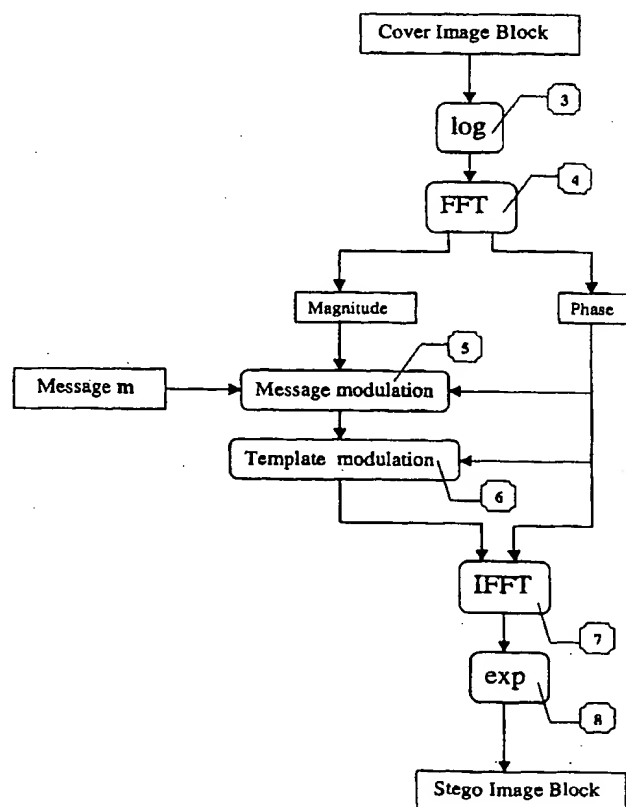 Cover Image Block
3
log
4
FFT
Magnitude
Phase
5
Message m
Message modulation
Template modulation
6
IFFT
7
exp
8
Stego Image Block